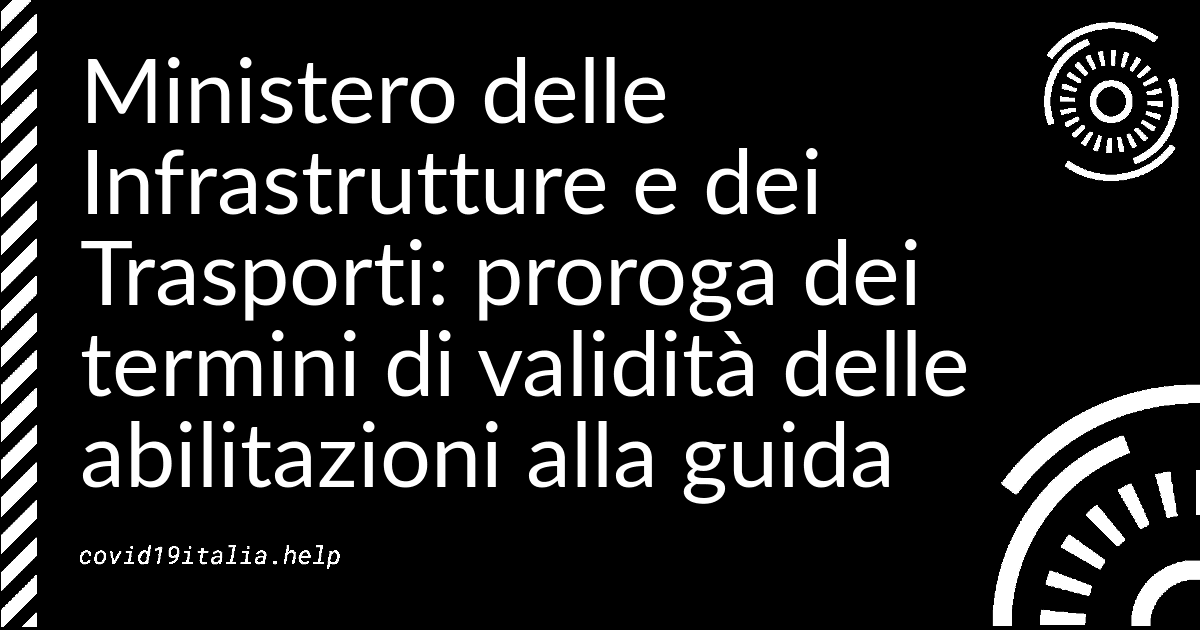 Ministero delle
Infrastrutture e dei
Trasporti: proroga dei
termini di validità delle
abilitazioni alla guida
covid19italia.help